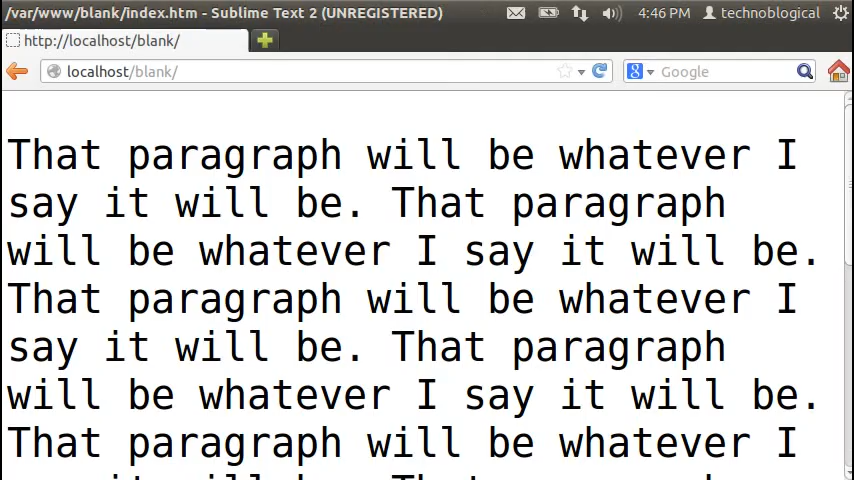 /var/www/blank/index.htm - Sublime Text 2 (UNREGISTERED) 4:46 PM technoblogical
http://localhost/blank/
localhost/blank/ Google
That paragraph will be whatever I
say it will be. That paragraph
will be whatever I say it will be.
That paragraph will be whatever I
say it will be. That paragraph
will be whatever I say it will be.
That paragraph will be whatever I